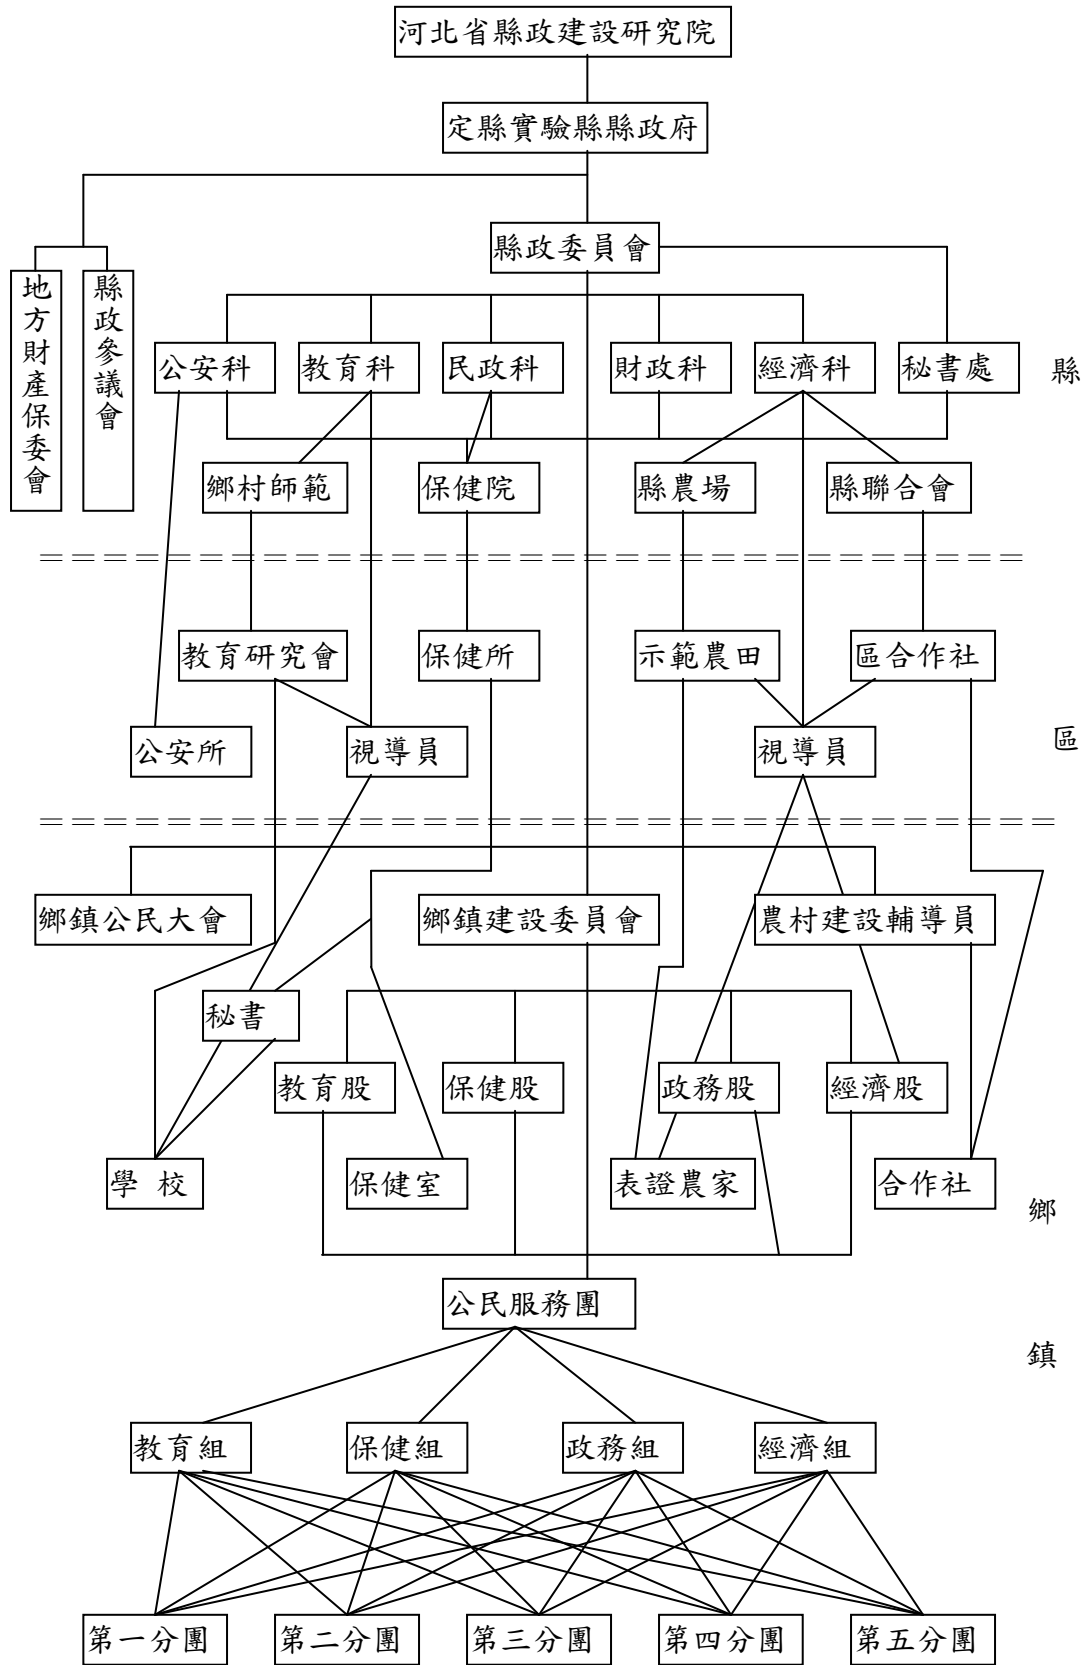 河北省縣政建設研究院
定縣實驗縣縣政府
縣政委員會
地方財產保委會
縣政參議會
公安科
教育科
民政科
財政科
經濟科
秘書處
縣
鄉村師範
保健院
縣農場
縣聯合會
教育研究會
保健所
示範農田
區合作社
公安所
視導員
視導員
區
鄉鎮公民大會
鄉鎮建設委員會
農村建設輔導員
秘書
教育股
保健股
政務股
經濟股
學 校
保健室
表證農家
合作社
鄉
公民服務團
鎮
教育組
保健組
政務組
經濟組
第一分團
第二分團
第三分團
第四分團
第五分團